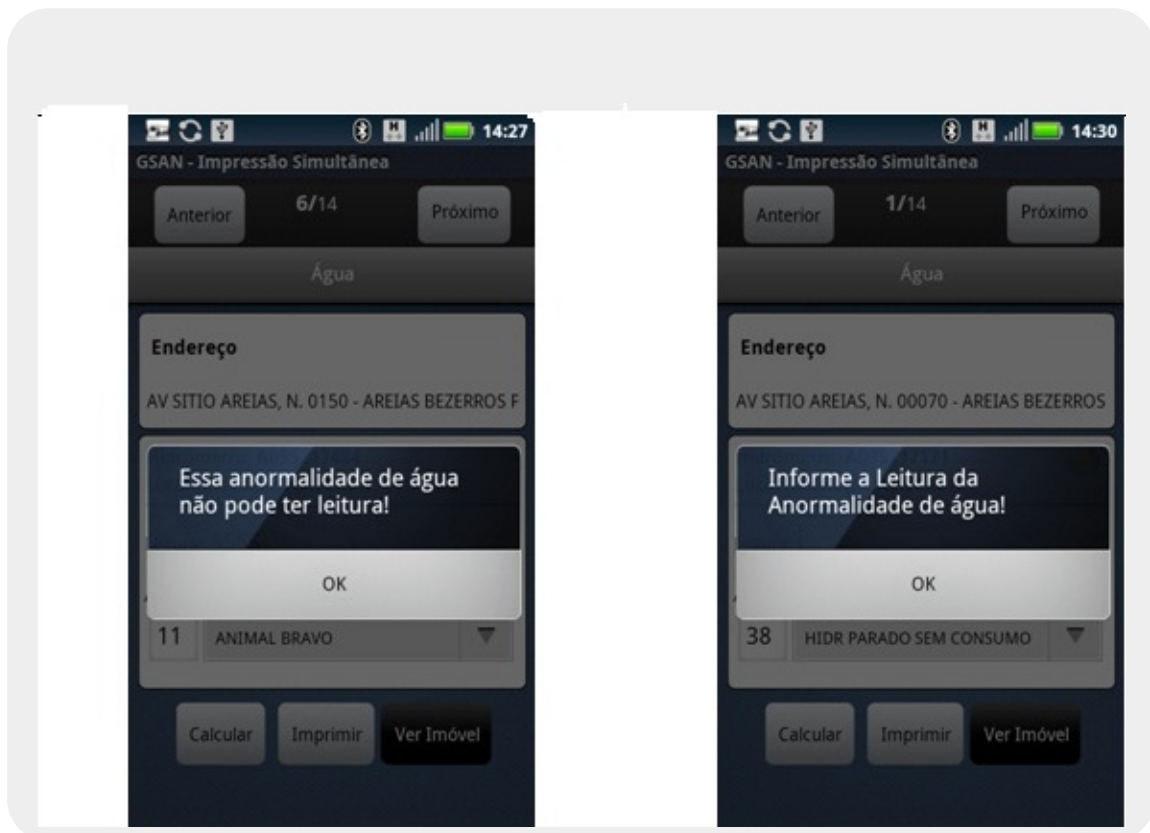 14:27
GSAN - Impressão Simultânea
Anterior
6/14
Próximo
Água
Endereço
AV SITIO AREIAS, N. 0150 - AREIAS BEZERROS F
Essa anormalidade de água
não pode ter leitura!
OK
11
ANIMAL BRAVO
Calcular
Imprimir
Ver Imóvel
H
14:30
GSAN - Impressão Simultânea
Anterior
1/14
Próximo
Água
Endereço
AV SITIO AREIAS, N. 00070 - AREIAS BEZERROS
Informe a Leitura da
Anormalidade de água!
OK
38
HIDR PARADO SEM CONSUMO
Calcular
Imprimir
Ver Imóvel